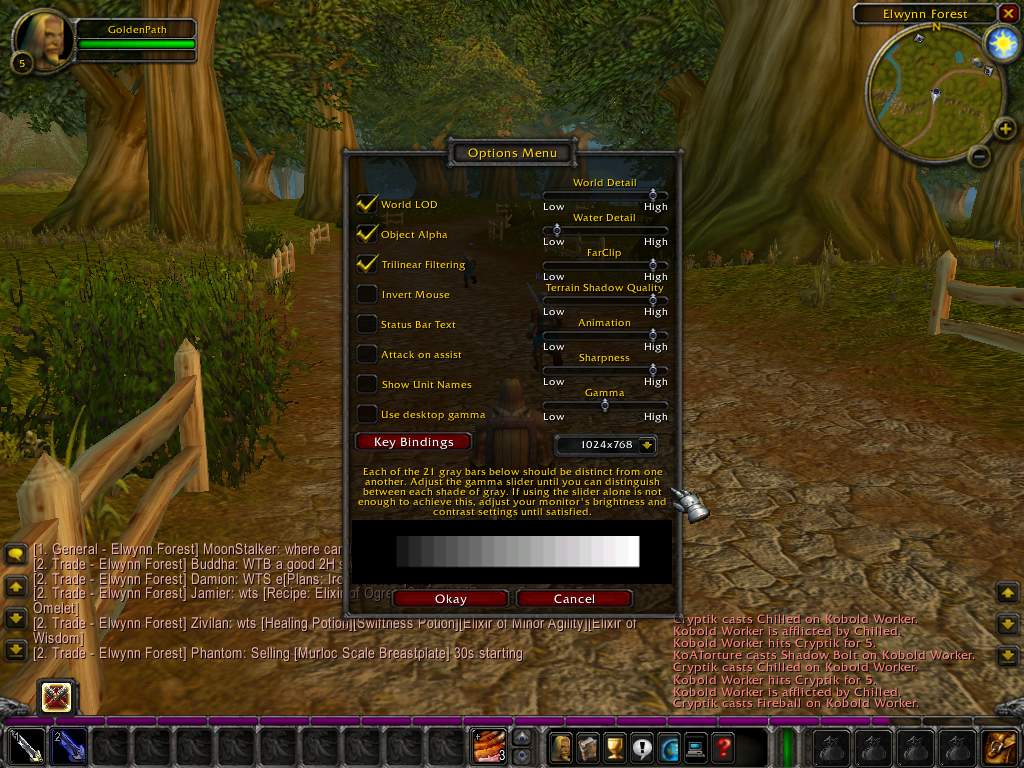 GoldenPath
5
Elwynn Forest
N
Options Menu
World LOD
Object Alpha
Trilinear Filtering
Invert Mouse
Status Bar Text
Attack on assist
Show Unit Names
Use desktop gamma
Key Bindings
World Detail
Low High
Water Detail
Low High
FarClip
Low High
Terrain Shadow Quality
Low High
Animation
Low High
Sharpness
Low High
Gamma
Low High
1024x768
Each of the 21 gray bars below should be distinct from one
another. Adjust the gamma slider until you can distinguish
between each shade of gray. If using the slider alone is not
enough to achieve this, adjust your monitor's brightness and
contrast settings until satisfied.
Okay
Cancel
[1. General - Elwynn Forest] MoonStalker: where can
[2. Trade - Elwynn Forest] Buddha: WTB a good 2H
[2. Trade - Elwynn Forest] Damion: WTS e[Plans:
[2. Trade - Elwynn Forest] Jamier: wts [Recipe: Elixir of Ogre
Omelet]
[2. Trade - Elwynn Forest] Zivilan: wts [Healing Potion][Swiftness Potion][Elixir of Minor Agility][Elixir of
Wisdom]
[2. Trade - Elwynn Forest] Phantom: Selling [Murloc Scale Breastplate] 30s starting
Cryptik casts Chilled on Kobold Worker.
Kobold Worker is afflicted by Chilled.
Kobold Worker hits Cryptik for 5.
KoATorture casts Shadow Bolt on Kobold Worker.
Cryptik casts Chilled on Kobold Worker.
Kobold Worker hits Cryptik for 5.
Kobold Worker is afflicted by Chilled.
Cryptik casts Fireball on Kobold Worker.
1
2
3